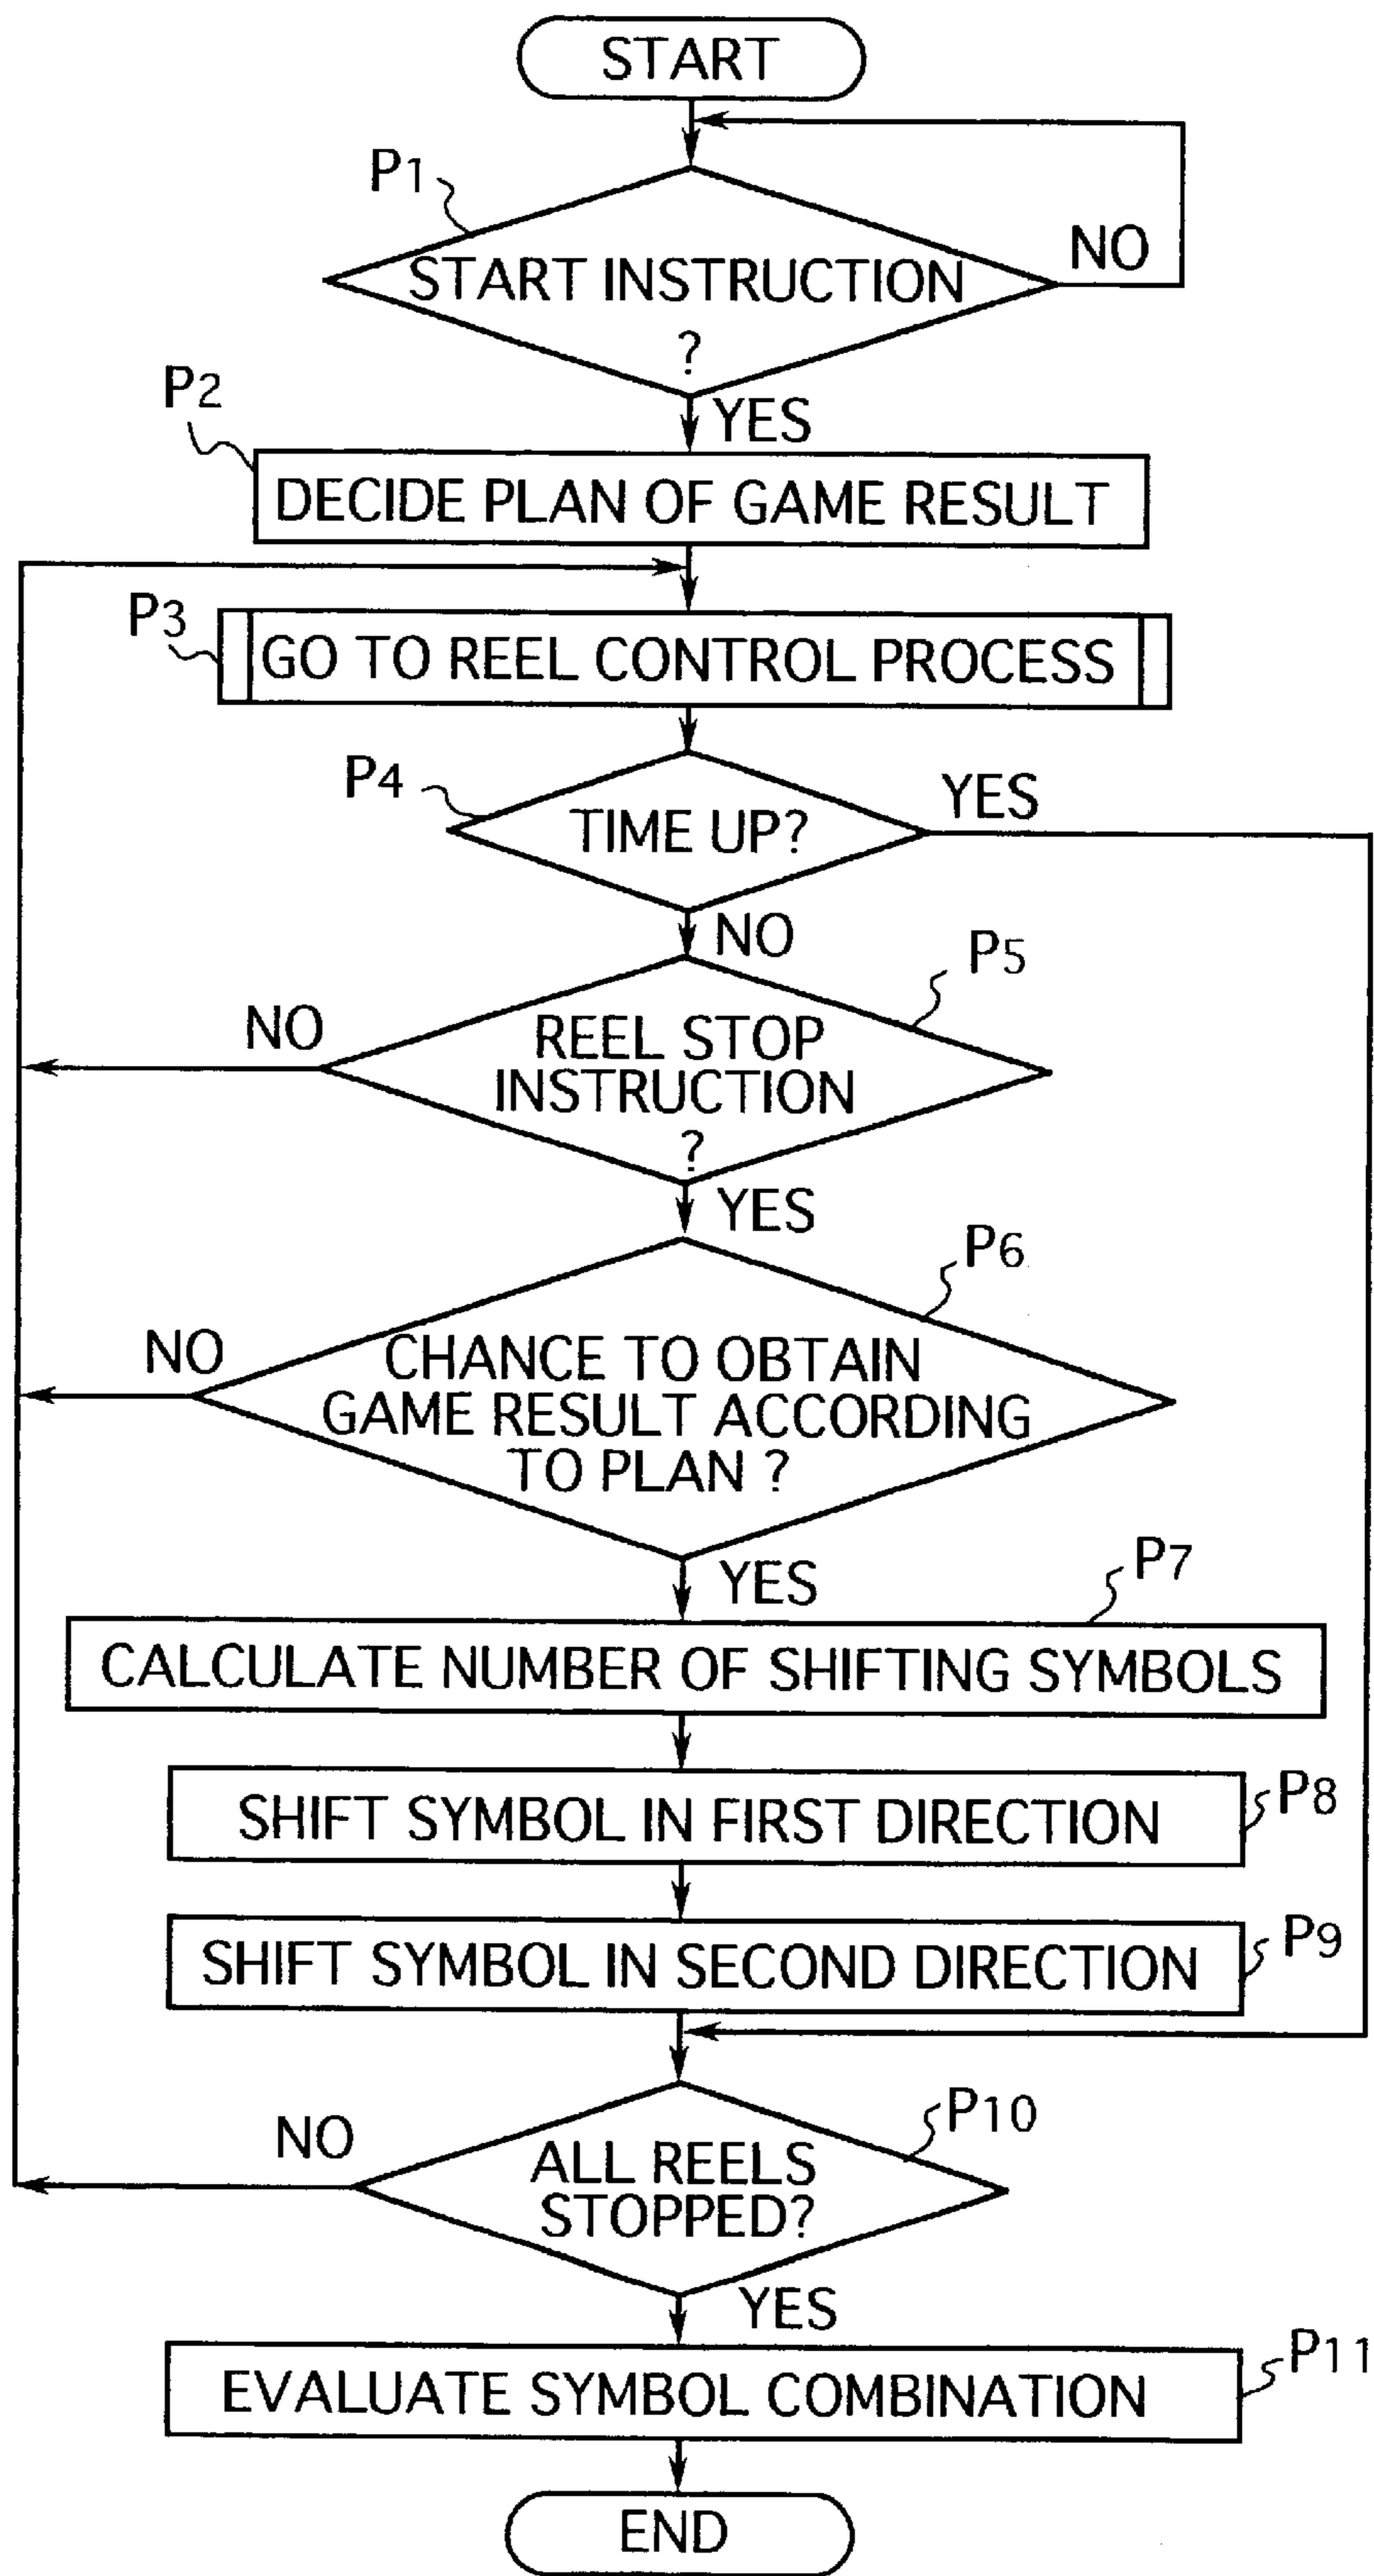 START
P1
NO
START INSTRUCTION
?
P2
YES
DECIDE PLAN OF GAME RESULT
P3
GO TO REEL CONTROL PROCESS
P4
YES
TIME UP?
NO
P5
NO
REEL STOP
INSTRUCTION
?
YES
P6
NO
CHANCE TO OBTAIN
GAME RESULT ACCORDING
TO PLAN ?
YES
P7
CALCULATE NUMBER OF SHIFTING SYMBOLS
P8
SHIFT SYMBOL IN FIRST DIRECTION
P9
SHIFT SYMBOL IN SECOND DIRECTION
P10
NO
ALL REELS
STOPPED?
YES
P11
EVALUATE SYMBOL COMBINATION
END